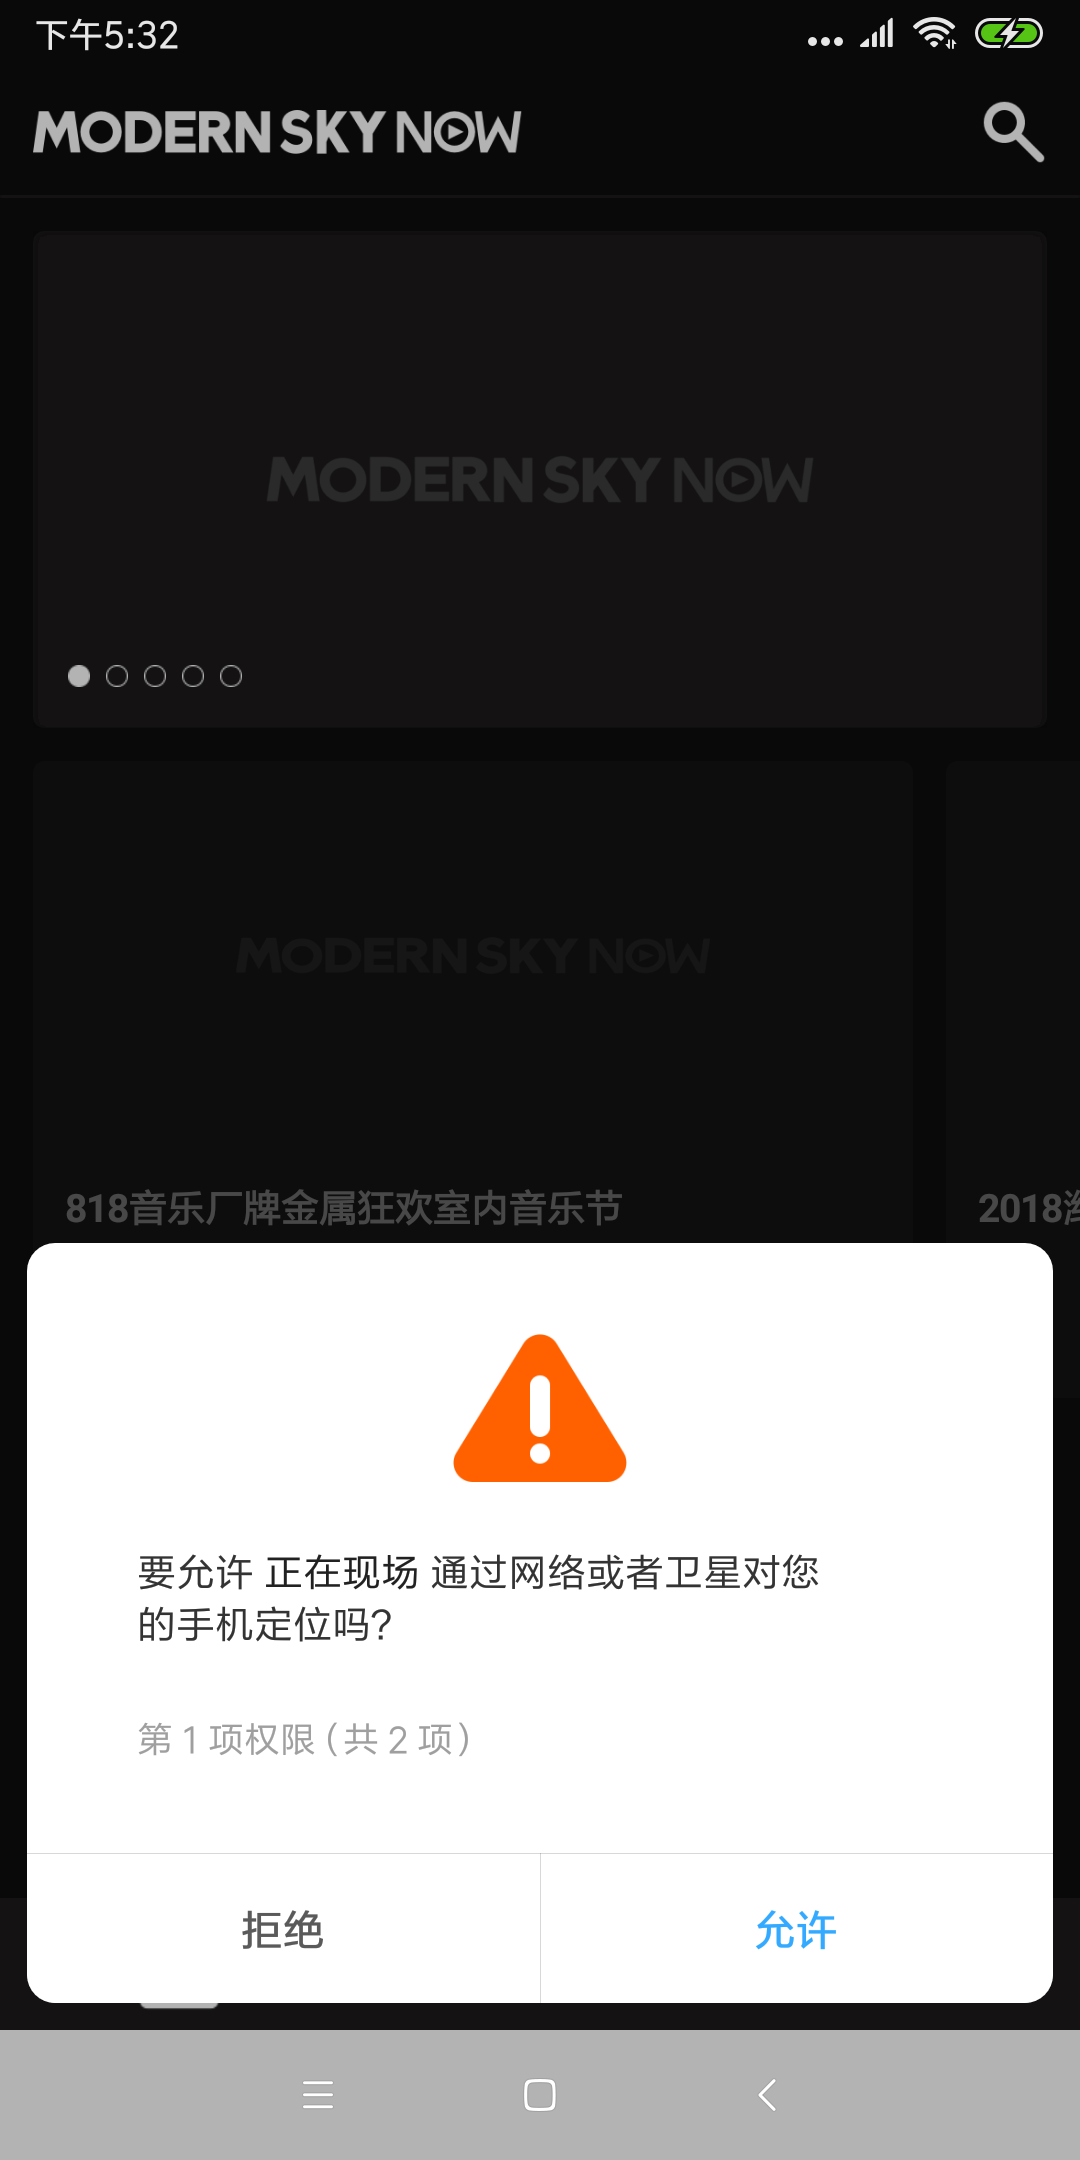 下午5:32
MODERN SKY NOW
MODERN SKY NOW
MODERN SKY NOW
818音乐厂牌金属狂欢室内音乐节
2018
要允许 正在现场 通过网络或者卫星对您
的手机定位吗?
第 1 项权限 (共 2 项)
拒绝
允许